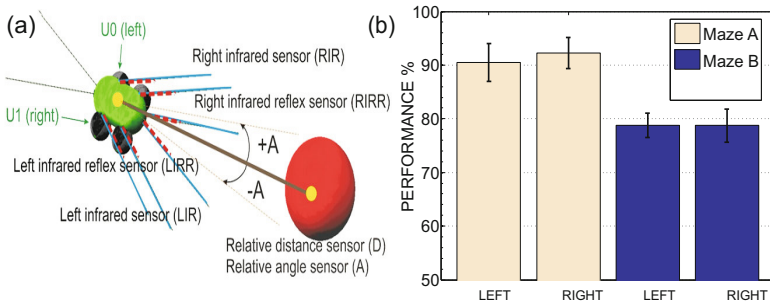 (a)
U0 (left)
Right infrared sensor (RIR)
Right infrared reflex sensor (RIRR)
U1 (right)
+A
Left infrared reflex sensor (LIRR)
-A
Left infrared sensor (LIR)
Relative distance sensor (D)
Relative angle sensor (A)
(b)
PERFORMANCE %
100
90
80
70
60
50
Maze A
Maze B
LEFT RIGHT LEFT RIGHT